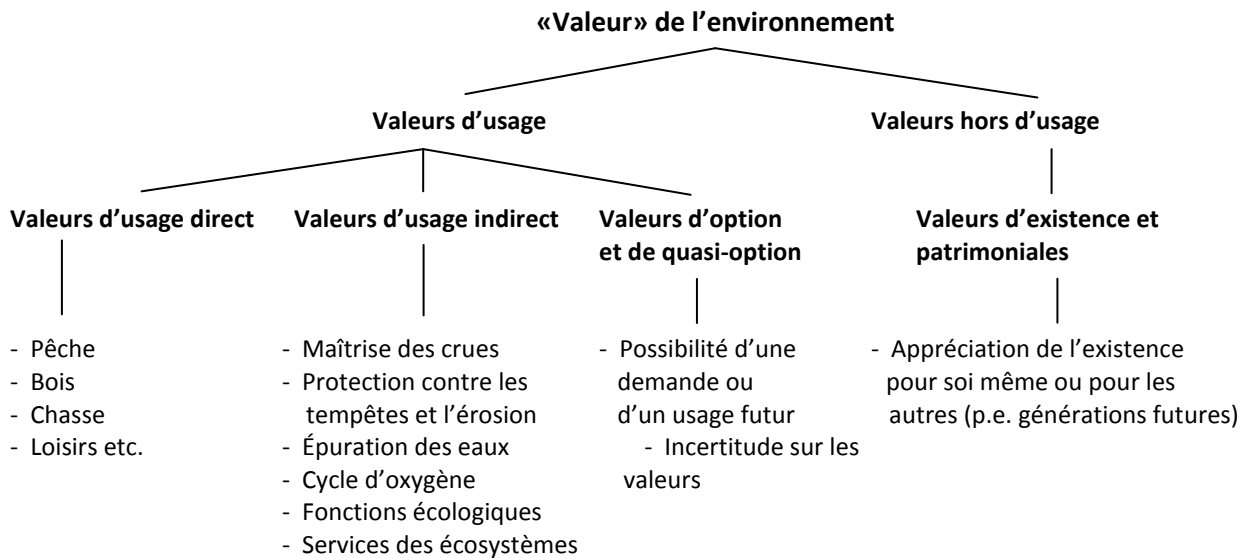 «Valeur» de l’environnement
Valeurs d’usage
Valeurs hors d’usage
Valeurs d’usage direct
Valeurs d’usage indirect
Valeurs d’option
et de quasi-option
Valeurs d’existence et
patrimoniales
- Pêche
- Bois
- Chasse
- Loisirs etc.
- Maîtrise des crues
- Protection contre les
tempêtes et l’érosion
- Épuration des eaux
- Cycle d’oxygène
- Fonctions écologiques
- Services des écosystèmes
- Possibilité d’une
demande ou
d’un usage futur
- Incertitude sur les
valeurs
- Appréciation de l’existence
pour soi même ou pour les
autres (p.e. générations futures)